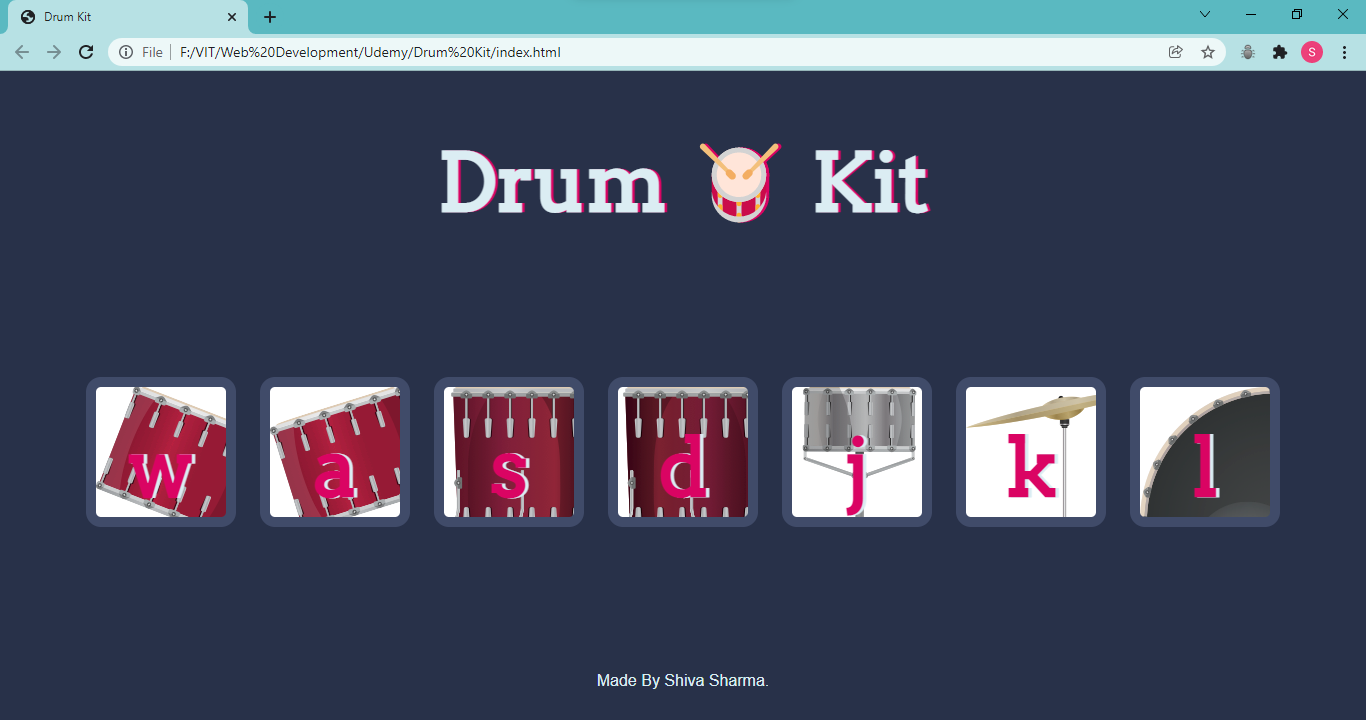 Drum Kit
File F:/VIT/Web%20Development/Udemy/Drum%20Kit/index.html
S
Drum Kit
w a s d j k l
Made By Shiva Sharma.